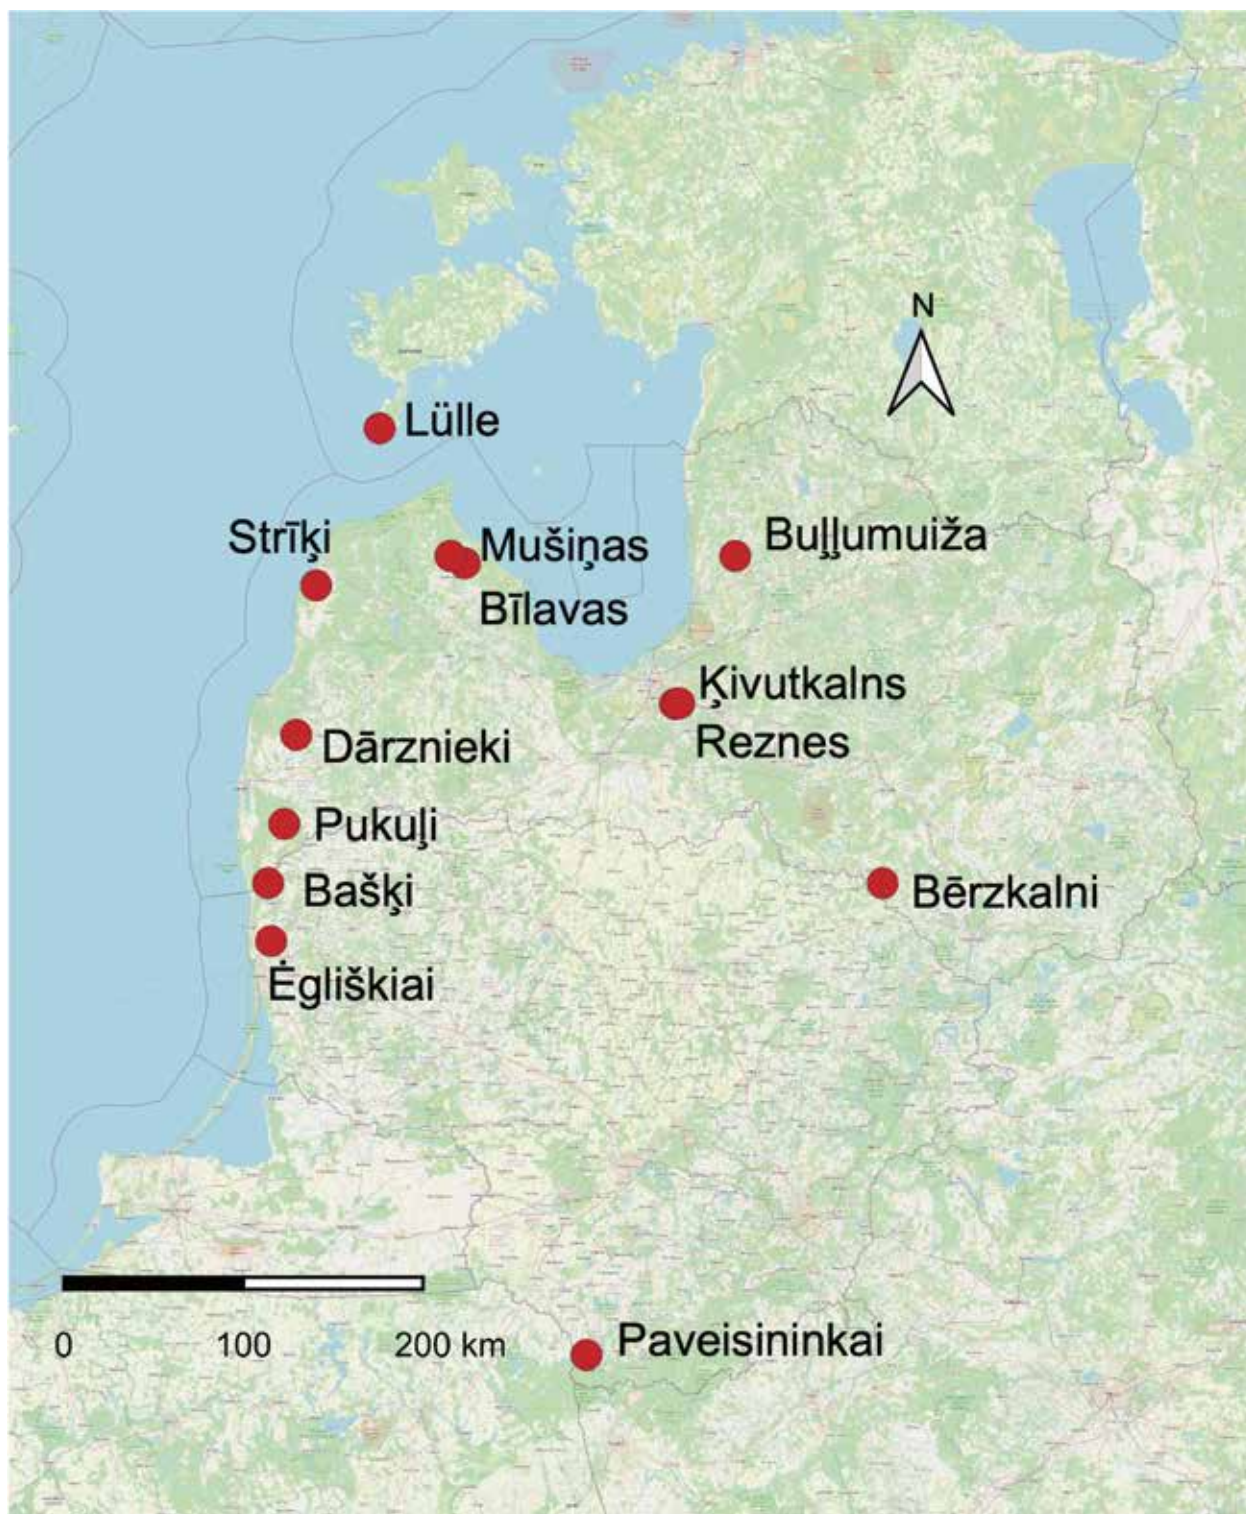 N
Lülle
Strīķi
Mušiņas
Buļļumuiža
Bīlavas
Ķivutkalns
Reznes
Dārznieki
Pukuļi
Bašķi
Bērzkalni
Ėgliškiai
0 100 200 km
Paveisininkai